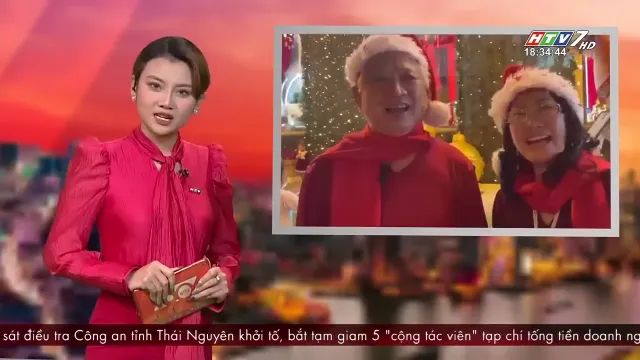 HTV7 HD
18:34:44
sát điều tra Công an tỉnh Thái Nguyên khởi tố, bắt tạm giam 5 "cộng tác viên" tạp chí tống tiền doanh ng